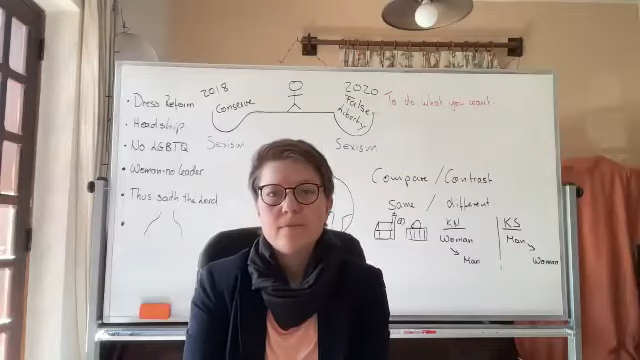 2018
2020
Conserve
False
Liberty
To do what you want
Sexism
Sexism
• Dress Reform
• Headship
• No LGBTQ
• Woman-no leader
• Thus saith the Lord
Compare / Contrast
Same / different
KN
Woman
Man
KS
Man
Woman